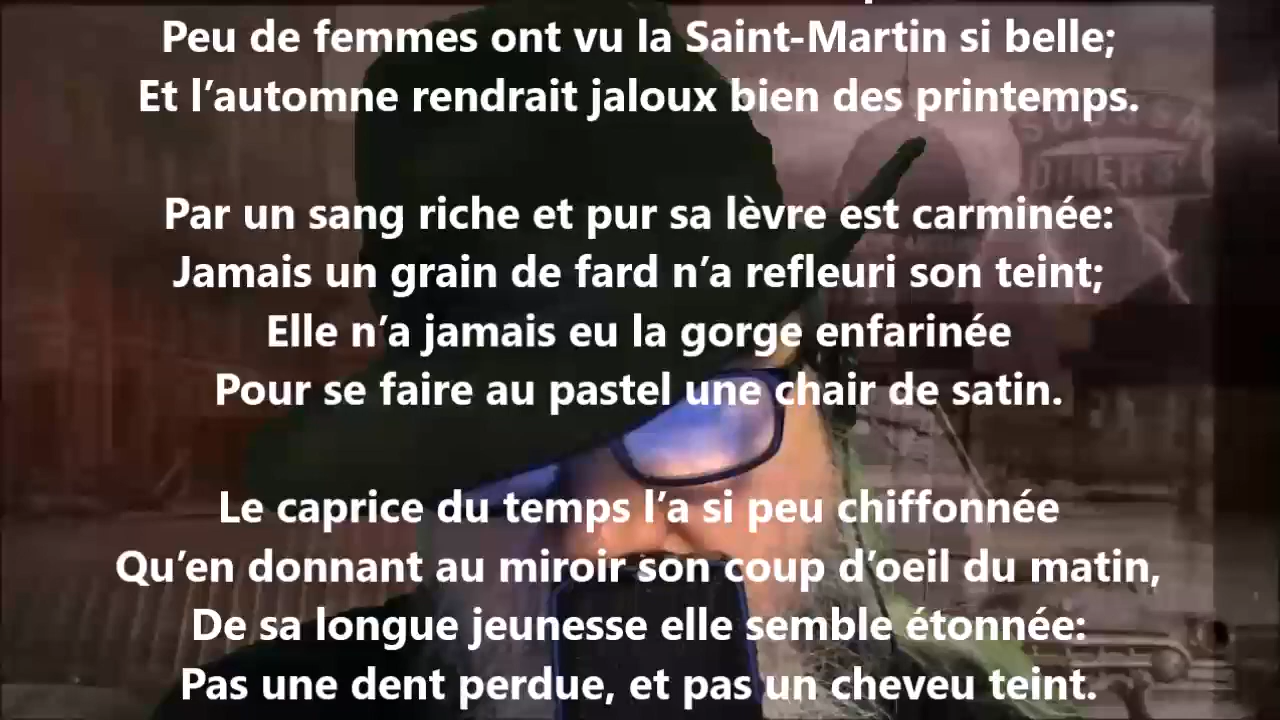 Peu de femmes ont vu la Saint-Martin si belle;
Et l’automne rendrait jaloux bien des printemps.
Par un sang riche et pur sa lèvre est carminée:
Jamais un grain de fard n’a refleuri son teint;
Elle n’a jamais eu la gorge enfarinée
Pour se faire au pastel une chair de satin.
Le caprice du temps l’a si peu chiffonnée
Qu’en donnant au miroir son coup d’oeil du matin,
De sa longue jeunesse elle semble étonnée:
Pas une dent perdue, et pas un cheveu teint.
DINER